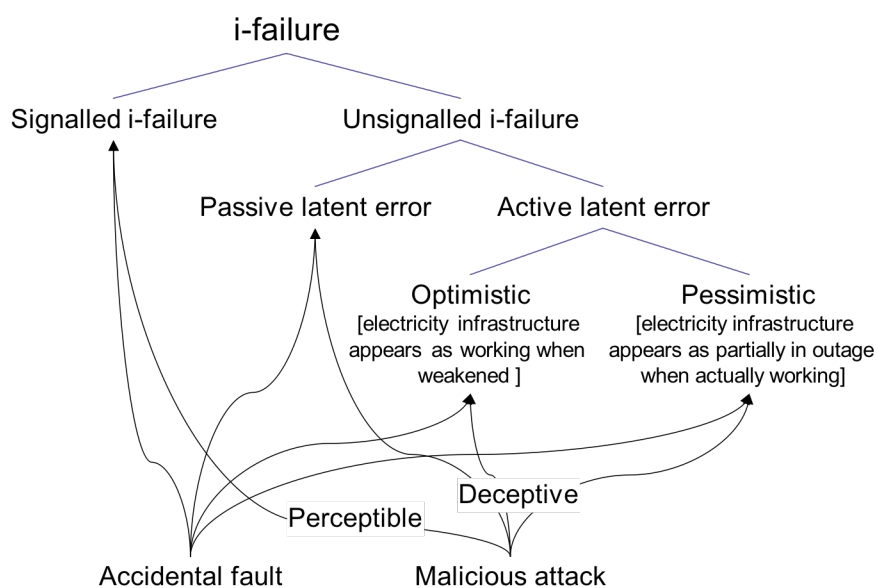 i-failure
Signalled i-failure
Unsignalled i-failure
Passive latent error
Active latent error
Optimistic
[electricity infrastructure
appears as working when
weakened ]
Pessimistic
[electricity infrastructure
appears as partially in outage
when actually working]
Deceptive
Perceptible
Accidental fault
Malicious attack